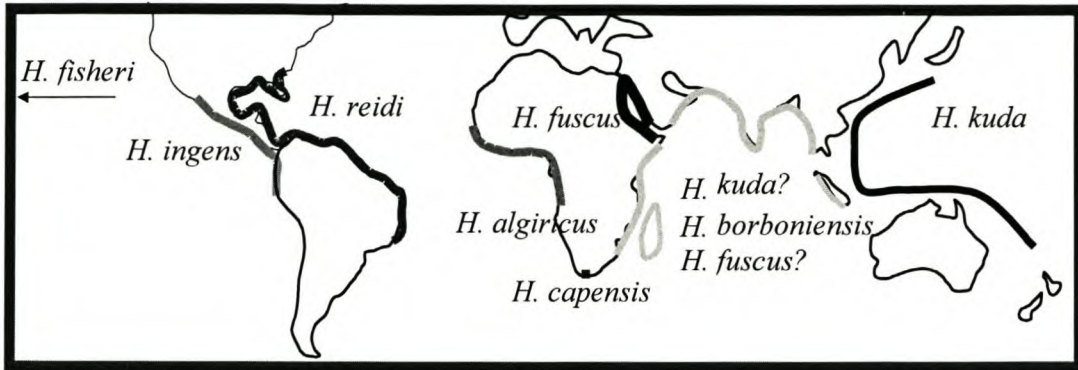 H. fisheri
H. reidi
H. ingens
H. fuscus
H. algiricus
H. capensis
H. kuda?
H. borboniensis
H. fuscus?
H. kuda